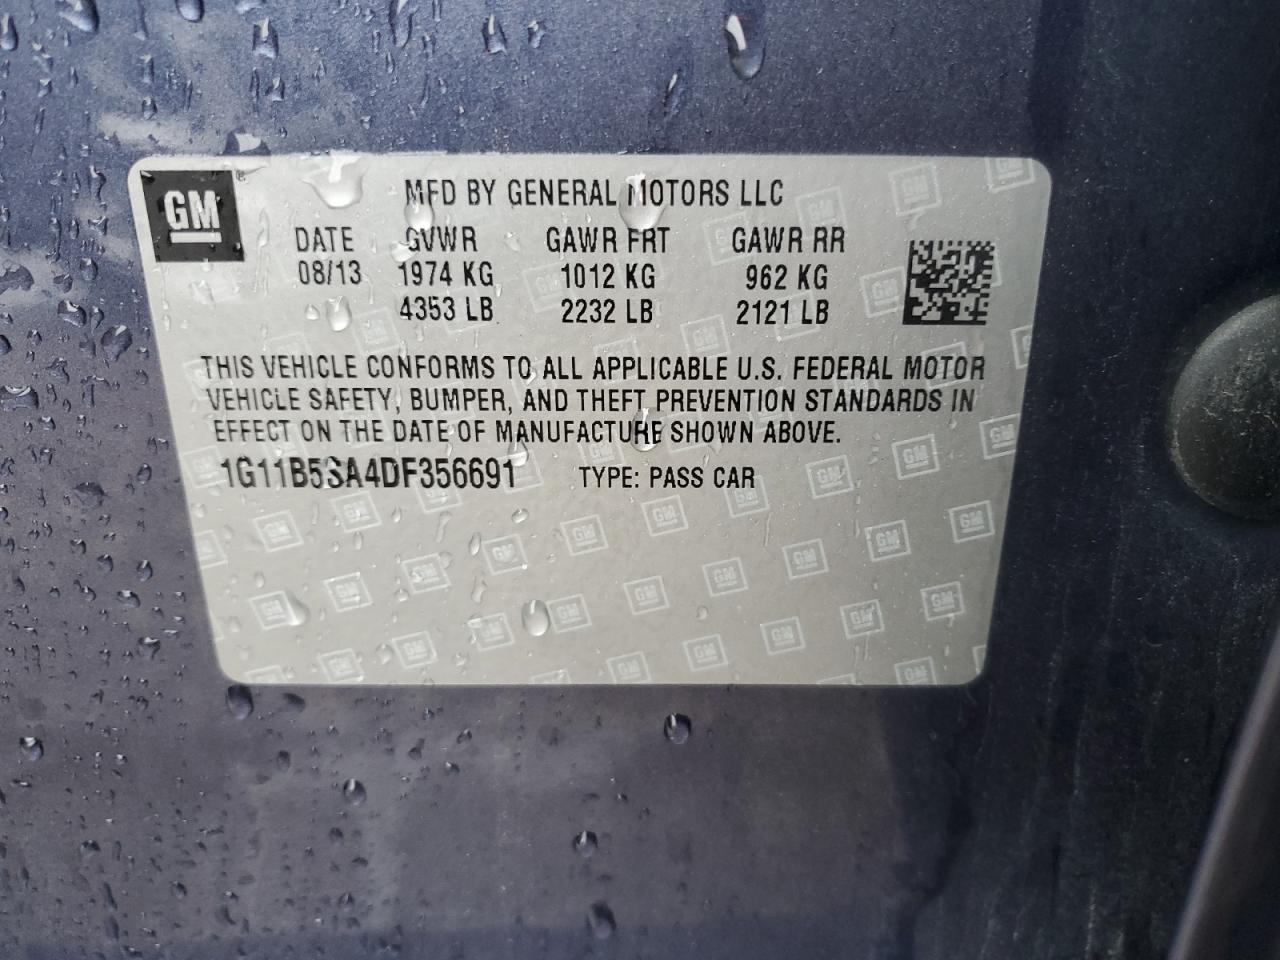 GM
MFD BY GENERAL MOTORS LLC
DATE GVWR GAWR FRT GAWR RR
08/13 1974 KG 1012 KG 962 KG
4353 LB 2232 LB 2121 LB
THIS VEHICLE CONFORMS TO ALL APPLICABLE U.S. FEDERAL MOTOR
VEHICLE SAFETY, BUMPER, AND THEFT PREVENTION STANDARDS IN
EFFECT ON THE DATE OF MANUFACTURE SHOWN ABOVE.
1G11B5SA4DF356691 TYPE: PASS CAR